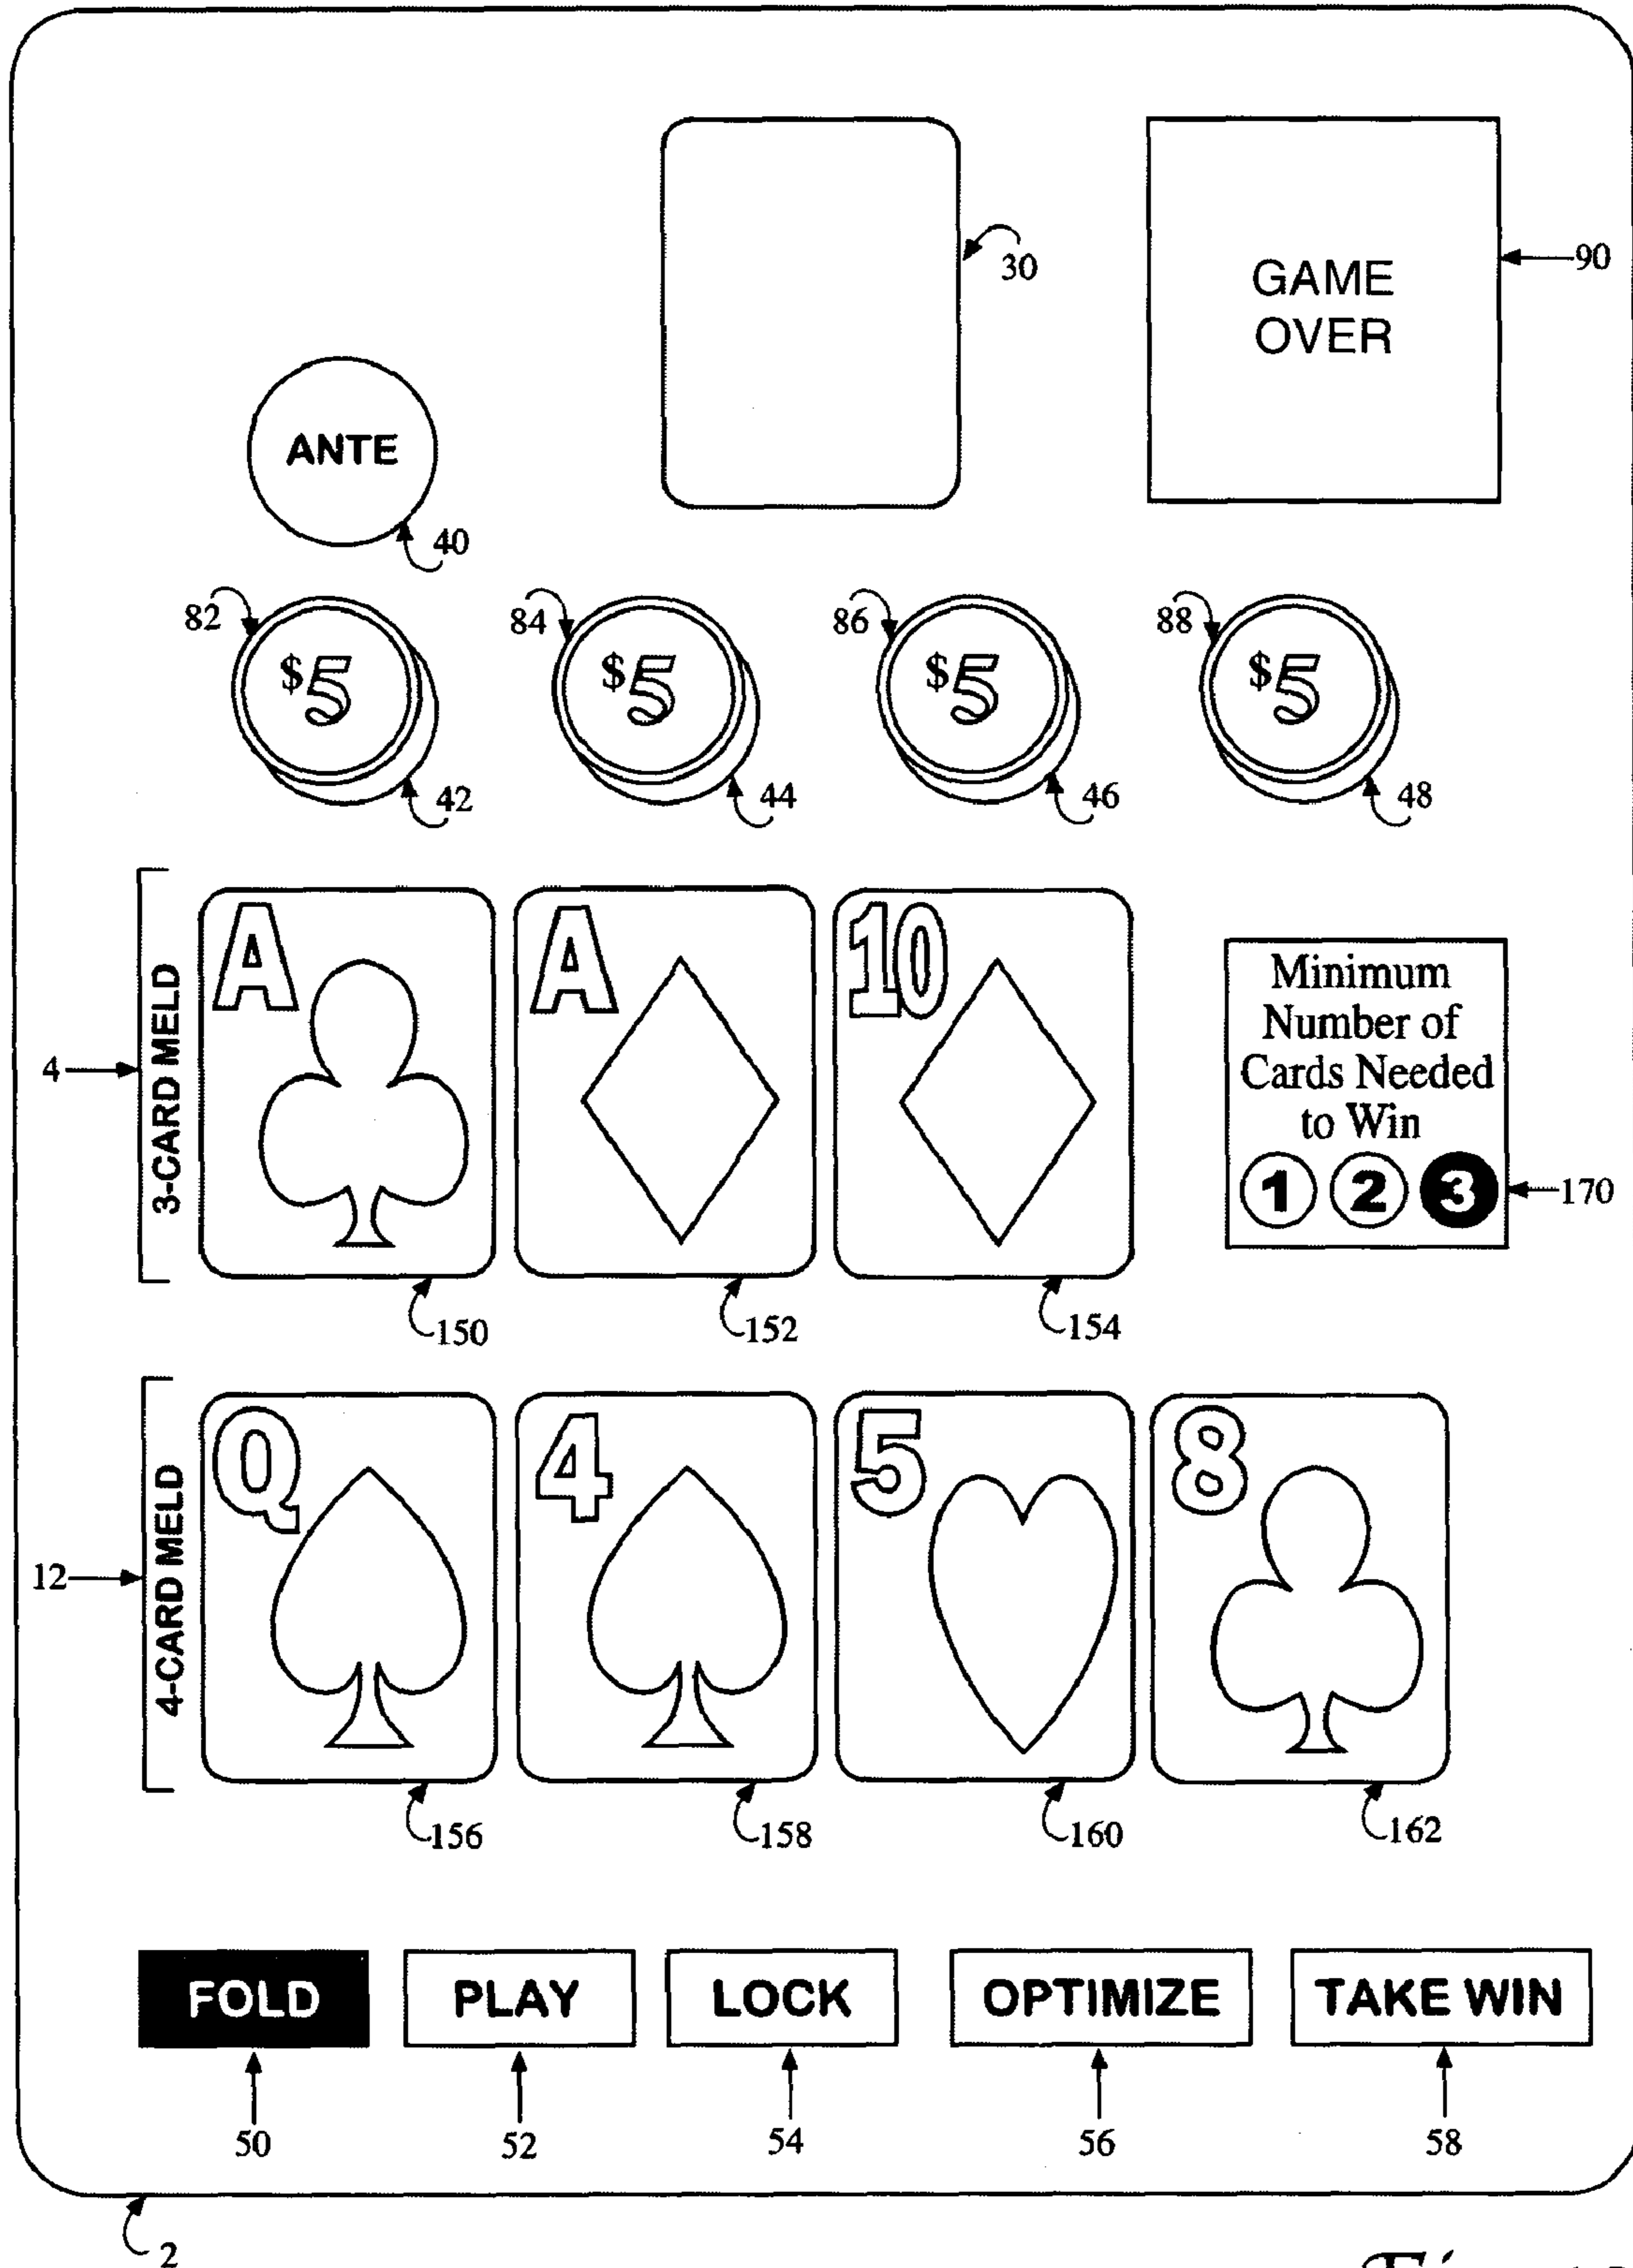 30
GAME
OVER
90
ANTE
40
82
84
86
88
$5
$5
$5
$5
42
44
46
48
4
3-CARD MELD
A
A
10
Minimum
Number of
Cards Needed
to Win
1 2 3
170
150
152
154
12
4-CARD MELD
Q
4
5
8
156
158
160
162
FOLD
PLAY
LOCK
OPTIMIZE
TAKE WIN
50
52
54
56
58
2